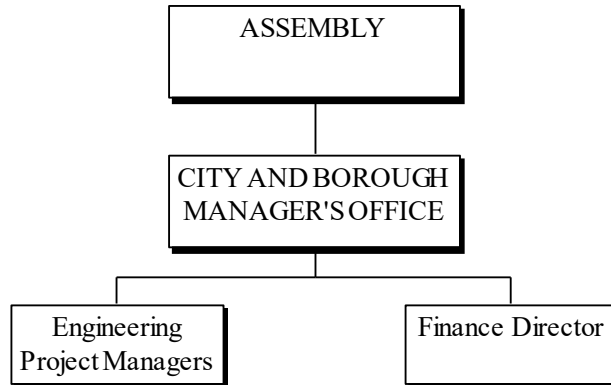 ASSEMBLY
CITY AND BOROUGH
MANAGER'S OFFICE
Engineering
Project Managers
Finance Director